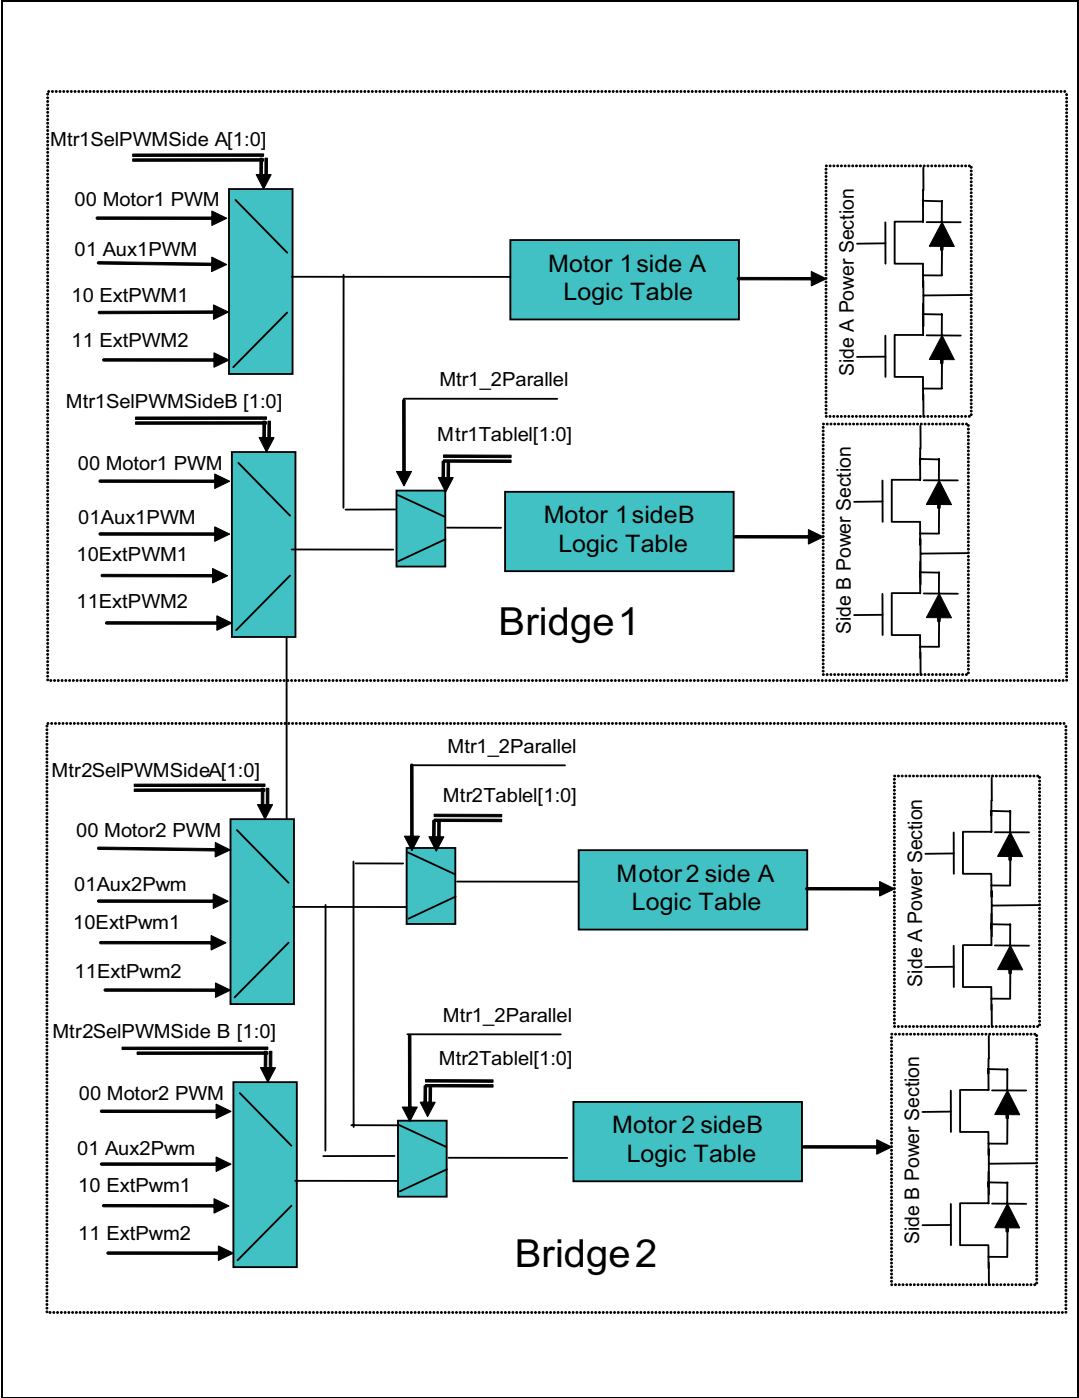 Mtr1SelPWMSide A[1:0]
00 Motor1 PWM
01 Aux1PWM
10 ExtPWM1
11 ExtPWM2
Motor 1 side A
Logic Table
Side A Power Section
Mtr1_2Parallel
Mtr1Tablel[1:0]
Mtr1SelPWMSideB [1:0]
00 Motor1 PWM
01Aux1PWM
10ExtPWM1
11ExtPWM2
Motor 1 sideB
Logic Table
Side B Power Section
Bridge 1
Mtr1_2Parallel
Mtr2Tablel[1:0]
Mtr2SelPWMSideA[1:0]
00 Motor2 PWM
01Aux2Pwm
10ExtPwm1
11ExtPwm2
Motor 2 side A
Logic Table
Side A Power Section
Mtr1_2Parallel
Mtr2Tablel[1:0]
Mtr2SelPWMSide B [1:0]
00 Motor2 PWM
01 Aux2Pwm
10 ExtPwm1
11 ExtPwm2
Motor 2 sideB
Logic Table
Side B Power Section
Bridge 2